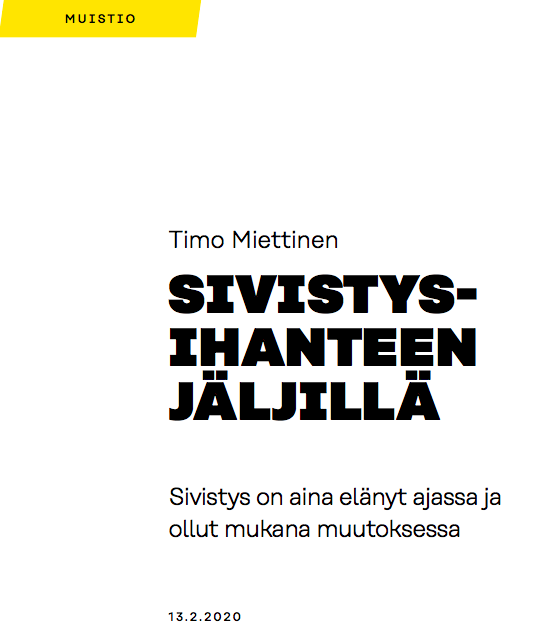 MUISTIO
Timo Miettinen
SIVISTYS-
IHANTEEN
JÄLJILLÄ
Sivistys on aina elänyt ajassa ja
ollut mukana muutoksessa
13.2.2020